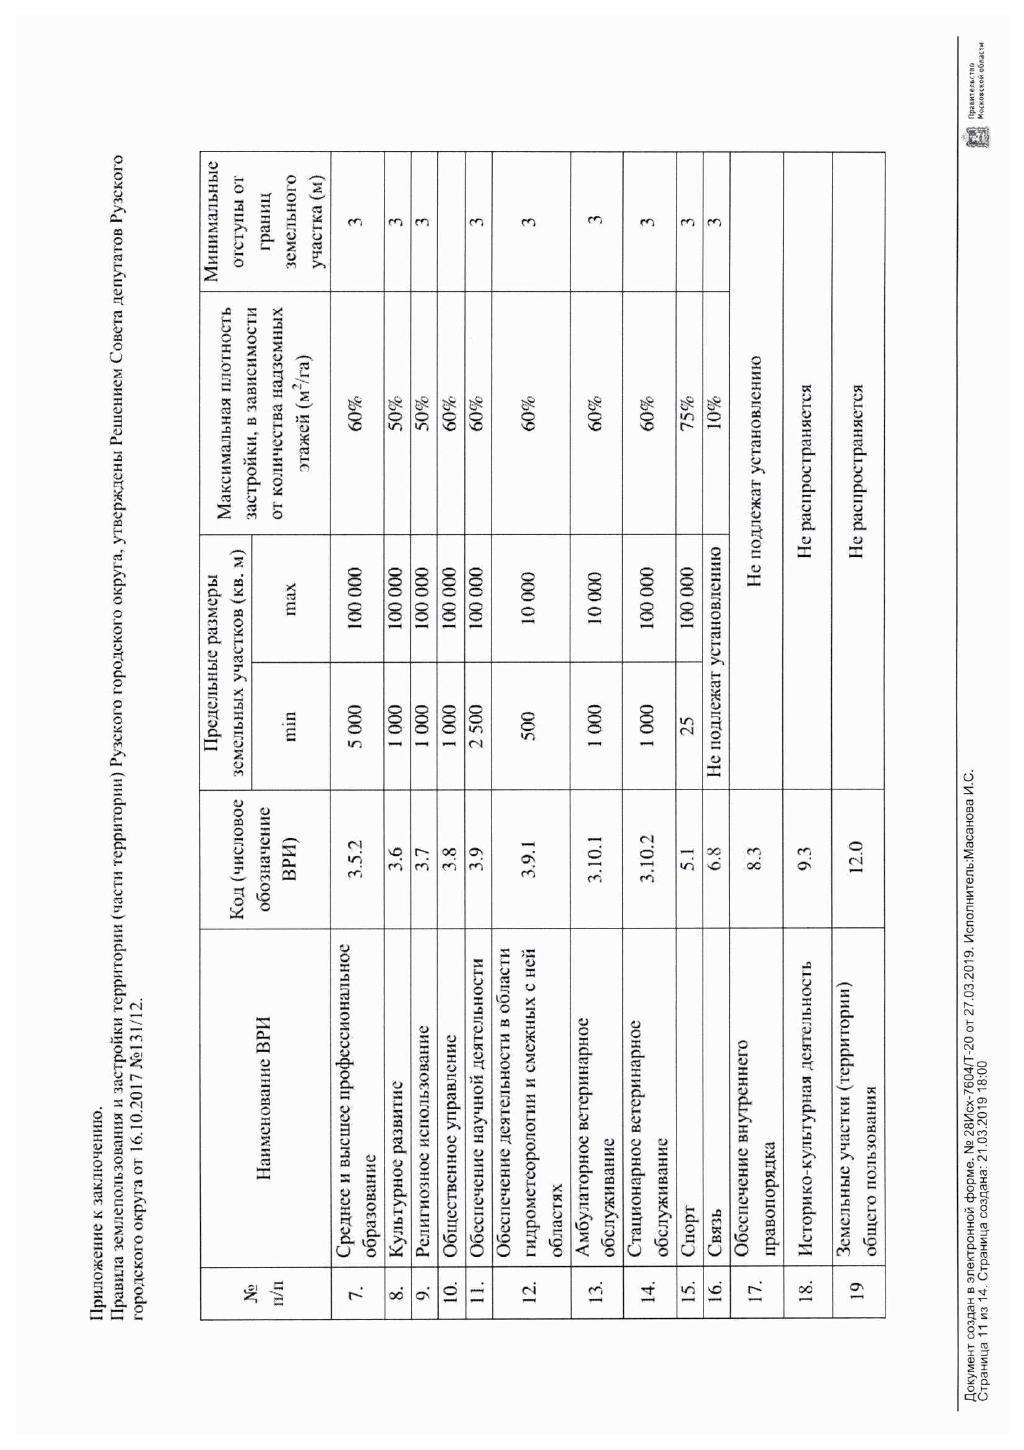 Приложение к заключению.
Правила землепользования и застройки территории (части территории) Рузского городского округа, утверждены Решением Совета депутатов Рузского
городского округа от 16.10.2017 №131/12.
№
п/п
Наименование ВРИ
Код (числовое
обозначение
ВРИ)
Предельные размеры
земельных участков (кв. м)
min
max
Максимальная плотность
застройки, в зависимости
от количества надземных
этажей (м²/га)
Минимальные
отступы от
границ
земельного
участка (м)
7. Среднее и высшее профессиональное
образование
3.5.2 5 000 100 000 60% 3
8. Культурное развитие 3.6 1 000 100 000 50% 3
9. Религиозное использование 3.7 1 000 100 000 50% 3
10. Общественное управление 3.8 1 000 100 000 60%
11. Обеспечение научной деятельности 3.9 2 500 100 000 60% 3
12. Обеспечение деятельности в области
гидрометеорологии и смежных с ней
областях
3.9.1 500 10 000 60% 3
13. Амбулаторное ветеринарное
обслуживание
3.10.1 1 000 10 000 60% 3
14. Стационарное ветеринарное
обслуживание
3.10.2 1 000 100 000 60% 3
15. Спорт 5.1 25 100 000 75% 3
16. Связь 6.8 Не подлежат установлению 10% 3
17. Обеспечение внутреннего
правопорядка
8.3 Не подлежат установлению
18. Историко-культурная деятельность 9.3 Не распространяется
19 Земельные участки (территории)
общего пользования
12.0 Не распространяется
Документ создан в электронной форме. № 28Исх-7604/Т-20 от 27.03.2019. Исполнитель:Масанова И.С.
Страница 11 из 14. Страница создана: 21.03.2019 18:00
Правительство
Московской области